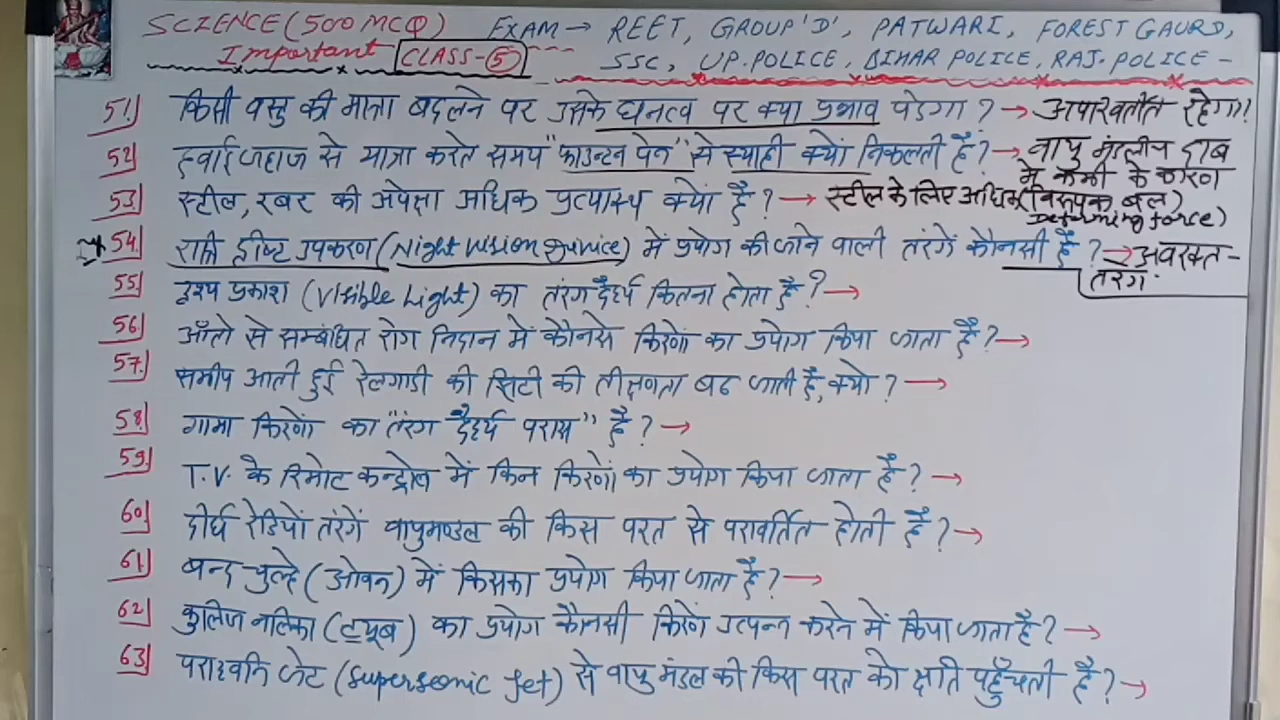 SCIENCE (500 MCQ) EXAM → REET, GROUP 'D', PATWARI, FOREST GAURD,
Important CLASS-5 SSC, UP.POLICE, BIHAR POLICE, RAJ.POLICE -
51) किसी वस्तु की मात्रा बदलने पर उसके घनत्व पर क्या प्रभाव पडेगा ? → अपरिवर्तीत रहेगा!
52) हवाई जहाज से यात्रा करते समय "फाउन्टेन पेन" से स्याही क्यों निकलती है? → वायु मंडलीय दाब
में कमी के कारण
53) स्टील, रबर की अपेक्षा अधिक प्रत्यास्थ क्यों है ? → स्टील के लिए अधिक (विरूपक बल)
Deforming force)
54) रात्री दृष्टि उपकरण (Night vision device) में प्रयोग की जाने वाली तरंगें कौनसी है ? → अवरक्त -
तरंग.
55) दृश्य प्रकाश (Visible Light) का तरंग दैर्ध्य कितना होता है ? →
56) आँतो से सम्बंधित रोग निदान में कौनसे किरणों का प्रयोग किया जाता है ? →
57) समीप आती हुई रेलगाडी की सिटी की तीक्ष्णता बढ जाती है, क्यो ? →
58) गामा किरणों का "तरंग दैर्ध्य परास" है ? →
59) T.V. के रिमोट कन्ट्रोल में किन किरणों का प्रयोग किया जाता है ? →
60) दीर्घ रेडियों तरंगें वायुमण्डल की किस परत से परावर्तित होती है ? →
61) बन्द चुल्हे (ओवन) में किसका प्रयोग किया जाता है ? →
62) कुलिज नलिका (ट्यूब) का प्रयोग कौनसी किरणें उत्पन्न करने में किया जाता है ? →
63) पराध्वनि जेट (Supersonic Jet) से वायु मंडल की किस परत को क्षति पहुँचती है ? →